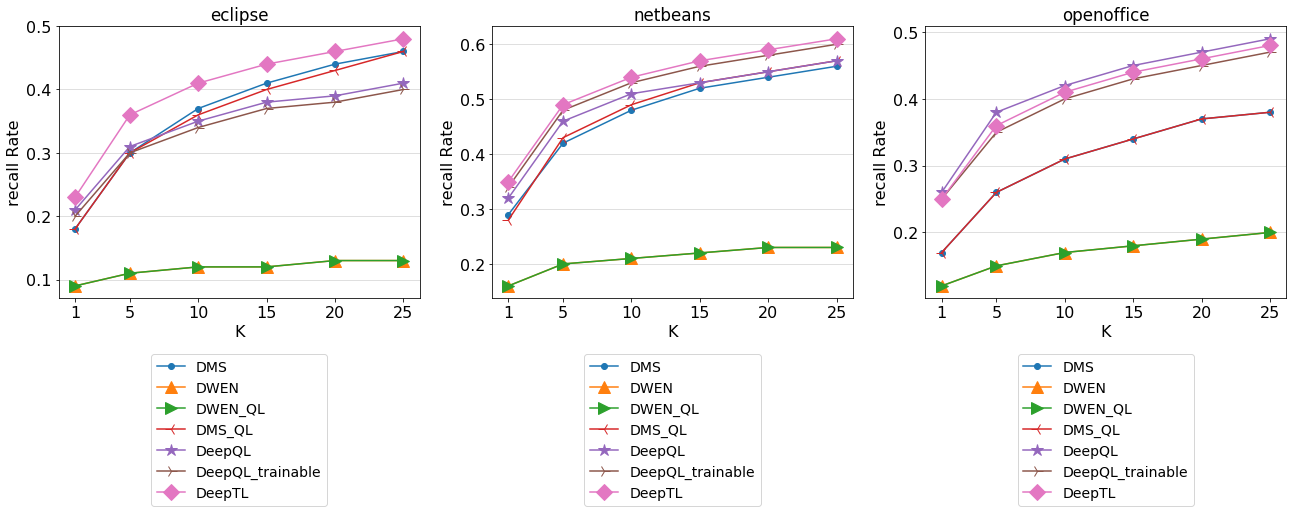 eclipse
0.5
0.4
0.3
0.2
0.1
recall Rate
1 5 10 15 20 25
K
DMS
DWEN
DWEN_QL
DMS_QL
DeepQL
DeepQL_trainable
DeepTL
netbeans
0.6
0.5
0.4
0.3
0.2
recall Rate
1 5 10 15 20 25
K
DMS
DWEN
DWEN_QL
DMS_QL
DeepQL
DeepQL_trainable
DeepTL
openoffice
0.5
0.4
0.3
0.2
recall Rate
1 5 10 15 20 25
K
DMS
DWEN
DWEN_QL
DMS_QL
DeepQL
DeepQL_trainable
DeepTL